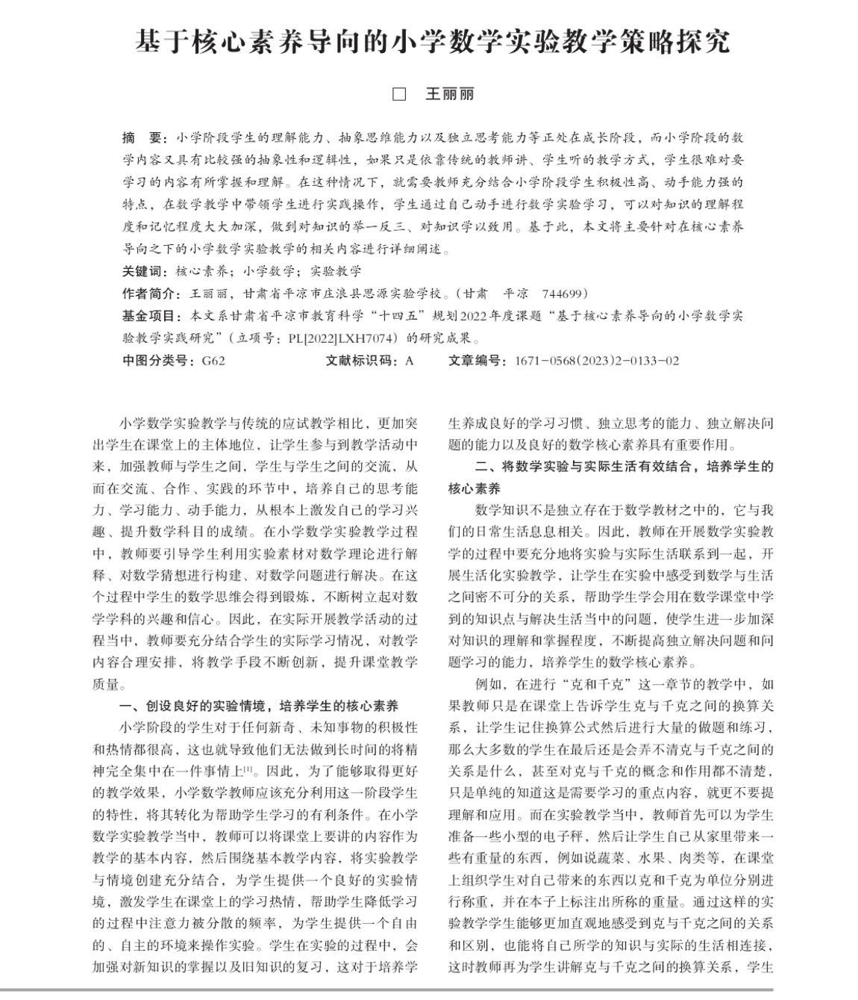 基于核心素养导向的小学数学实验教学策略探究
□ 王丽丽
摘 要：小学阶段学生的理解能力、抽象思维能力以及独立思考能力等正处在成长阶段，而小学阶段的数
学内容又具有比较强的抽象性和逻辑性，如果只是依靠传统的教师讲、学生听的教学方式，学生很难对要
学习的内容有所掌握和理解。在这种情况下，就需要教师充分结合小学阶段学生积极性高、动手能力强的
特点，在数学教学中带领学生进行实践操作，学生通过自己动手进行数学实验学习，可以对知识的理解程
度和记忆程度大大加深，做到对知识的举一反三、对知识学以致用。基于此，本文将主要针对在核心素养
导向之下的小学数学实验教学的相关内容进行详细阐述。
关键词：核心素养；小学数学；实验教学
作者简介：王丽丽，甘肃省平凉市庄浪县思源实验学校。（甘肃 平凉 744699）
基金项目：本文系甘肃省平凉市教育科学“十四五”规划2022年度课题“基于核心素养导向的小学数学实
验教学实践研究”（立项号：PL[2022]LXH7074）的研究成果。
中图分类号：G62 文献标识码：A 文章编号：1671-0568(2023)2-0133-02
小学数学实验教学与传统的应试教学相比，更加突
出学生在课堂上的主体地位，让学生参与到教学活动中
来，加强教师与学生之间，学生与学生之间的交流，从
而在交流、合作、实践的环节中，培养自己的思考能
力、学习能力、动手能力，从根本上激发自己的学习兴
趣、提升数学科目的成绩。在小学数学实验教学过程
中，教师要引导学生利用实验素材对数学理论进行解
释、对数学猜想进行构建、对数学问题进行解决。在这
个过程中学生的数学思维会得到锻炼，不断树立起对数
学学科的兴趣和信心。因此，在实际开展教学活动的过
程当中，教师要充分结合学生的实际学习情况，对教学
内容合理安排，将教学手段不断创新，提升课堂教学
质量。
一、创设良好的实验情境，培养学生的核心素养
小学阶段的学生对于任何新奇、未知事物的积极性
和热情都很高，这也就导致他们无法做到长时间的将精
神完全集中在一件事情上[1]。因此，为了能够取得更好
的教学效果，小学数学教师应该充分利用这一阶段学生
的特性，将其转化为帮助学生学习的有利条件。在小学
数学实验教学当中，教师可以将课堂上要讲的内容作为
教学的基本内容，然后围绕基本教学内容，将实验教学
与情境创建充分结合，为学生提供一个良好的实验情
境，激发学生在课堂上的学习热情，帮助学生降低学习
的过程中注意力被分散的频率，为学生提供一个自由
的、自主的环境来操作实验。学生在实验的过程中，会
加强对新知识的掌握以及旧知识的复习，这对于培养学
生养成良好的学习习惯、独立思考的能力、独立解决问
题的能力以及良好的数学核心素养具有重要作用。
二、将数学实验与实际生活有效结合，培养学生的
核心素养
数学知识不是独立存在于数学教材之中的，它与我
们的日常生活息息相关。因此，教师在开展数学实验教
学的过程中要充分地将实验与实际生活联系到一起，开
展生活化实验教学，让学生在实验中感受到数学与生活
之间密不可分的关系，帮助学生学会用在数学课堂中学
到的知识点与解决生活当中的问题，使学生进一步加深
对知识的理解和掌握程度，不断提高独立解决问题和问
题学习的能力，培养学生的数学核心素养。
例如，在进行“克和千克”这一章节的教学中，如
果教师只是在课堂上告诉学生克与千克之间的换算关
系，让学生记住换算公式然后进行大量的做题和练习，
那么大多数的学生在最后还是会弄不清克与千克之间的
关系是什么，甚至对克与千克的概念和作用都不清楚，
只是单纯的知道这是需要学习的重点内容，就更不要提
理解和应用。而在实验教学当中，教师首先可以为学生
准备一些小型的电子秤，然后让学生自己从家里带来一
些有重量的东西，例如说蔬菜、水果、肉类等，在课堂
上组织学生对自己带来的东西以克和千克为单位分别进
行称重，并在本子上标注出所称的重量。通过这样的实
验教学学生能够更加直观地感受到克与千克之间的关系
和区别，也能将自己所学的知识与实际的生活相连接，
这时教师再为学生讲解克与千克之间的换算关系，学生